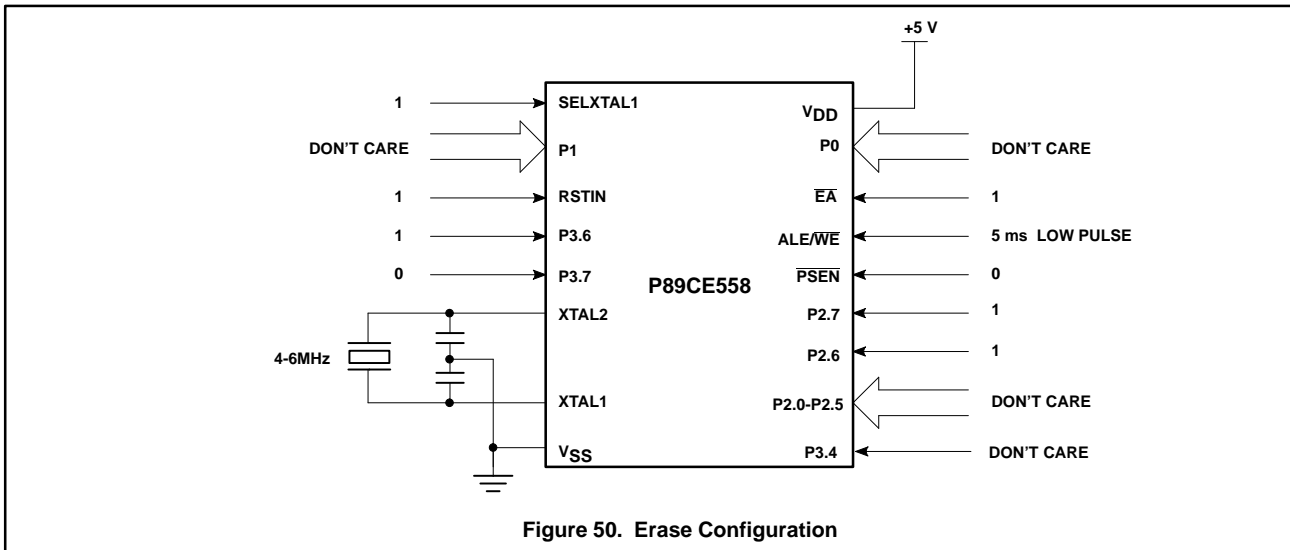 +5 V
1
SELXTAL1
VDD
DON'T CARE
P1
P0
DON'T CARE
1
RSTIN
EA
1
1
P3.6
ALE/WE
5 ms LOW PULSE
0
P3.7
P89CE558
PSEN
0
XTAL2
P2.7
1
4-6MHz
P2.6
1
XTAL1
P2.0-P2.5
DON'T CARE
VSS
P3.4
DON'T CARE
Figure 50. Erase Configuration